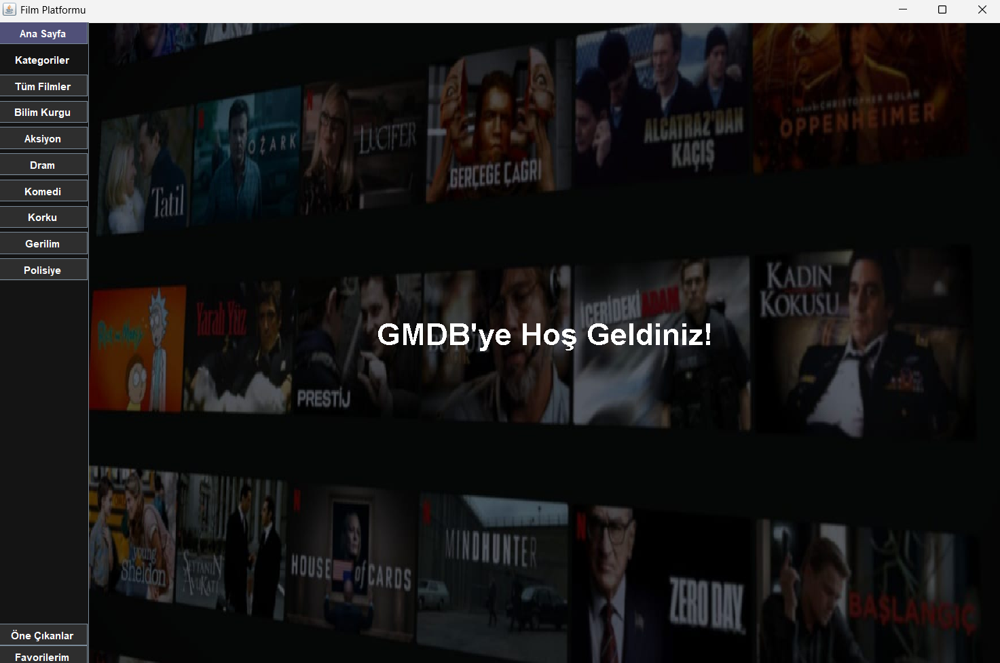 Film Platformu
Ana Sayfa
Kategoriler
Tüm Filmler
Bilim Kurgu
Aksiyon
Dram
Komedi
Korku
Gerilim
Polisiye
Öne Çıkanlar
Favorilerim
Tatil
OZARK
LUCIFER
GERÇEĞE ÇAĞRI
ALCATRAZ'DAN
KAÇIŞ
CHRISTOPHER NOLAN
OPPENHEIMER
Rick and Morty
Yaralı Yüz
PRESTİJ
İÇERİDEKİ ADAM
KADIN
KOKUSU
GMDB'ye Hoş Geldiniz!
young
Sheldon
ŞEYTANIN
AVUKATI
HOUSE of CARDS
MINDHUNTER
ZERO DAY
BAŞLANGIÇ